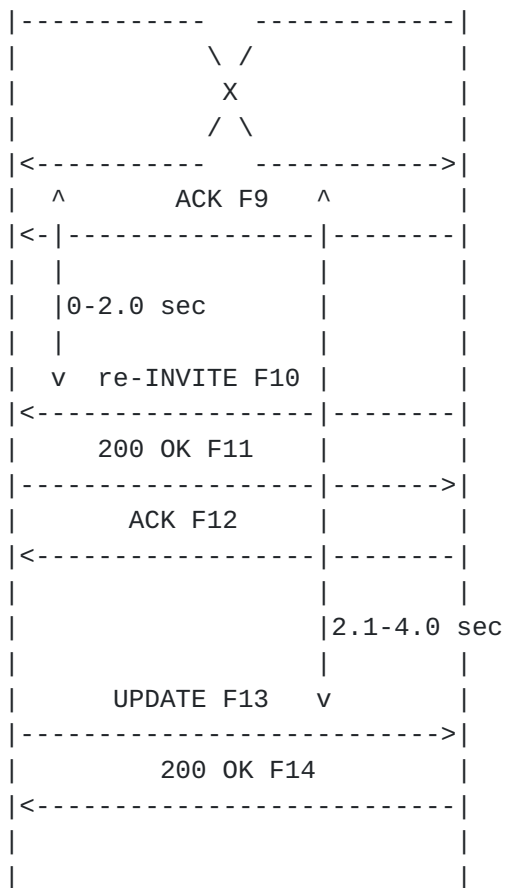 |-----------   -------------|
|            \ /             |
|             X              |
|            / \             |
|<-----------   ------------>|
|  ^       ACK F9   ^        |
|<-|----------------|--------|
|  |                |        |
|  |0-2.0 sec       |        |
|  |                |        |
|  v  re-INVITE F10 |        |
|<------------------|--------|
|     200 OK F11    |        |
|-------------------|------->|
|       ACK F12     |        |
|<------------------|--------|
|                   |        |
|                   |2.1-4.0 sec
|                   |        |
|      UPDATE F13   v        |
|--------------------------->|
|         200 OK F14         |
|<---------------------------|
|                            |
|                            |